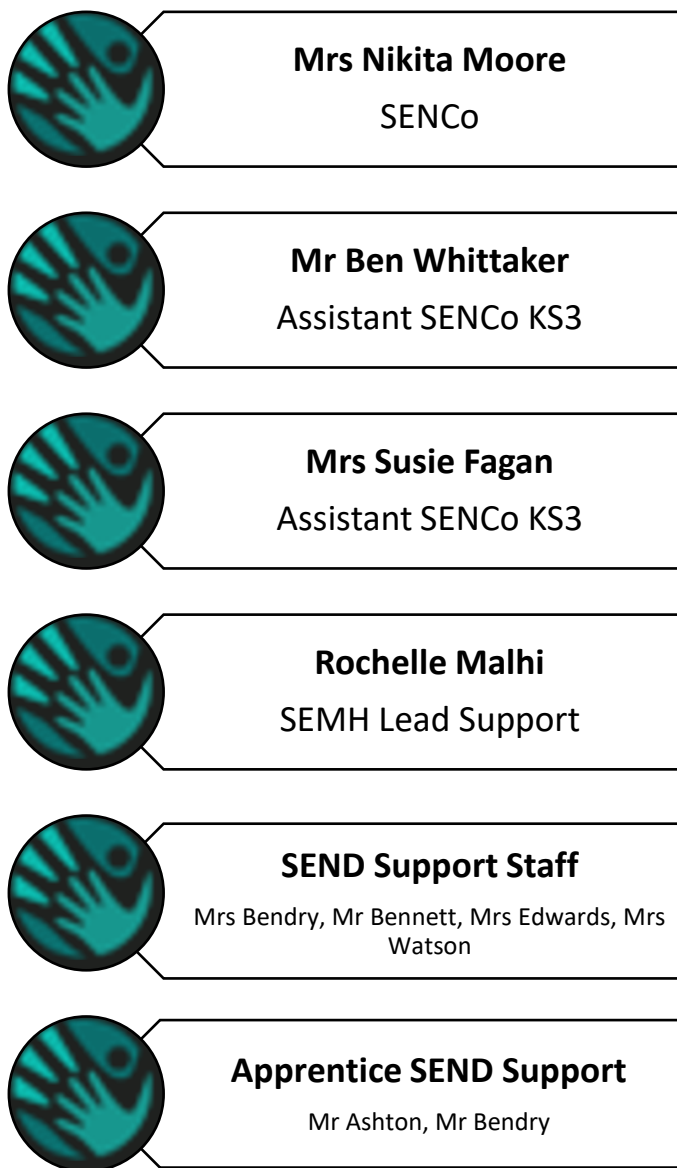 Mrs Nikita Moore
SENCo
Mr Ben Whittaker
Assistant SENCo KS3
Mrs Susie Fagan
Assistant SENCo KS3
Rochelle Malhi
SEMH Lead Support
SEND Support Staff
Mrs Bendry, Mr Bennett, Mrs Edwards, Mrs
Watson
Apprentice SEND Support
Mr Ashton, Mr Bendry